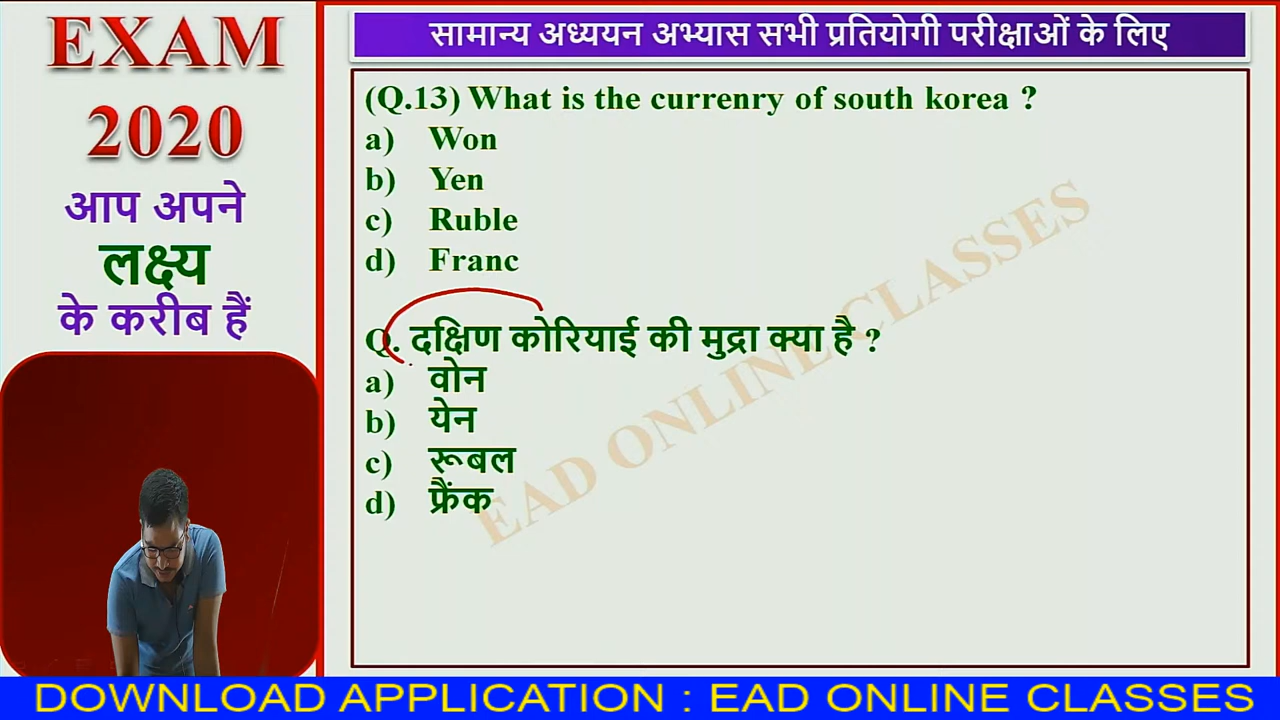 EXAM
2020
आप अपने
लक्ष्य
के करीब हैं
सामान्य अध्ययन अभ्यास सभी प्रतियोगी परीक्षाओं के लिए
(Q.13) What is the currenry of south korea ?
a) Won
b) Yen
c) Ruble
d) Franc
Q. दक्षिण कोरियाई की मुद्रा क्या है ?
a) वोन
b) येन
c) रूबल
d) फ्रैंक
EAD ONLINE CLASSES
DOWNLOAD APPLICATION : EAD ONLINE CLASSES